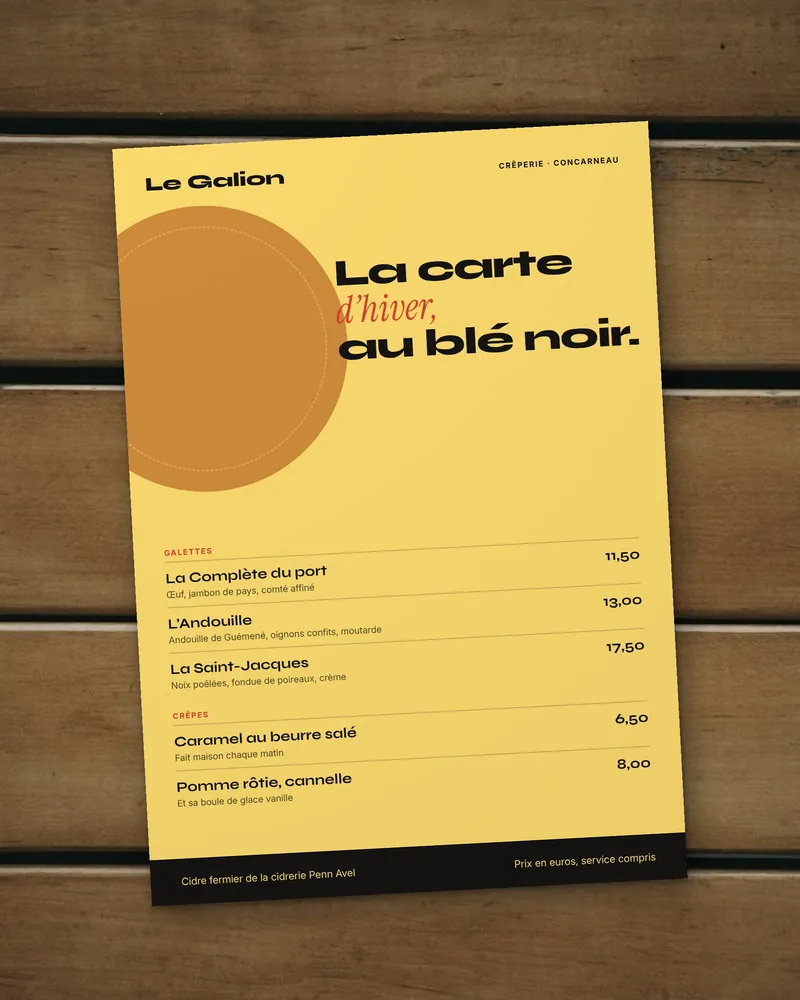 Le Galion
CRÊPERIE · CONCARNEAU
La carte
d’hiver,
au blé noir.
GALETTES
La Complète du port
11,50
Œuf, jambon de pays, comté affiné
L’Andouille
13,00
Andouille de Guémené, oignons confits, moutarde
La Saint-Jacques
17,50
Noix poêlées, fondue de poireaux, crème
CRÊPES
Caramel au beurre salé
6,50
Fait maison chaque matin
Pomme rôtie, cannelle
8,00
Et sa boule de glace vanille
Cidre fermier de la cidrerie Penn Avel
Prix en euros, service compris